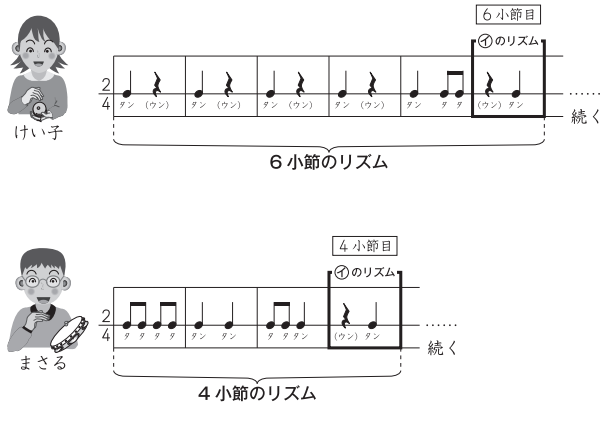 6小節目
㋑のリズム
2
4
タン (ウン) タン (ウン) タン (ウン) タン (ウン) タン タ タ (ウン) タン
……
続く
けい子
6小節のリズム
4小節目
㋑のリズム
2
4
タ タ タ タ タン タン タ タ タン (ウン) タン
……
続く
まさる
4小節のリズム